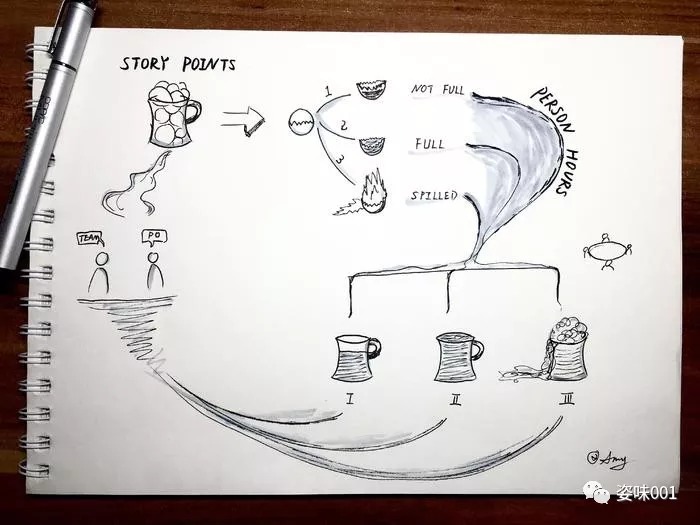 STORY POINTS
1
NOT FULL
2
FULL
3
SPILLED
PERSON HOURS
TEAM
PO
I
II
III
Amy
姿味001